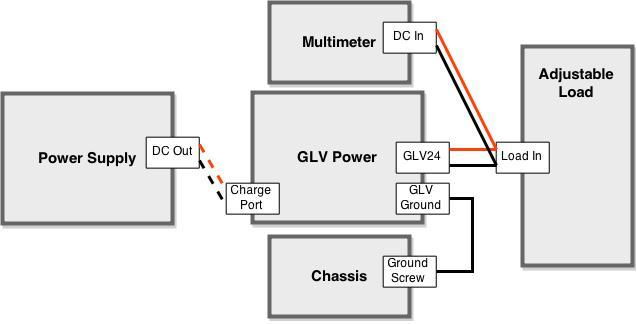 Multimeter
DC In
Adjustable
Load
Power Supply
DC Out
GLV Power
GLV24
Load In
Charge
Port
GLV
Ground
Chassis
Ground
Screw